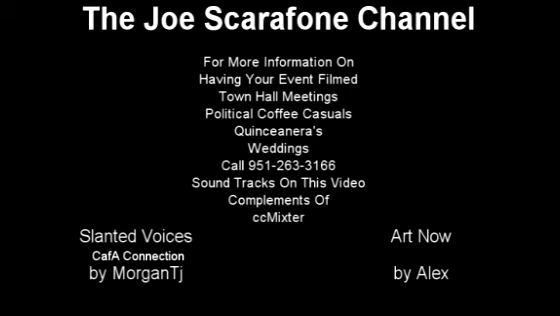 The Joe Scarafone Channel
For More Information On
Having Your Event Filmed
Town Hall Meetings
Political Coffee Casuals
Quinceanera's
Weddings
Call 951-263-3166
Sound Tracks On This Video
Complements Of
ccMixter
Slanted Voices
CafA Connection
by MorganTj
Art Now
by Alex